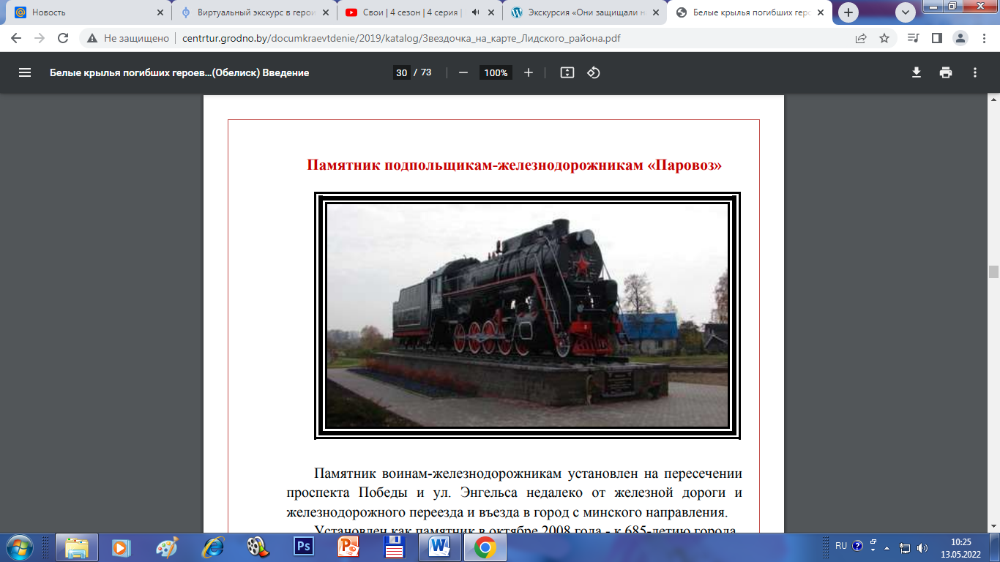 Новость
Виртуальный экскурс в герои
Свои | 4 сезон | 4 серия |
Экскурсия «Они защищали н
Белые крылья погибших геро
Не защищено
centrtur.grodno.by/documkraevtdenie/2019/katalog/Звездочка_на_карте_Лидского_района.pdf
Белые крылья погибших героев...(Обелиск) Введение
30 / 73
100%
Памятник подпольщикам-железнодорожникам «Паровоз»
Памятник воинам-железнодорожникам установлен на пересечении
проспекта Победы и ул. Энгельса недалеко от железной дороги и
железнодорожного переезда и въезда в город с минского направления.
Установлен как памятник в октябре 2008 года - к 685-летию города
Ps
RU
10:25
13.05.2022